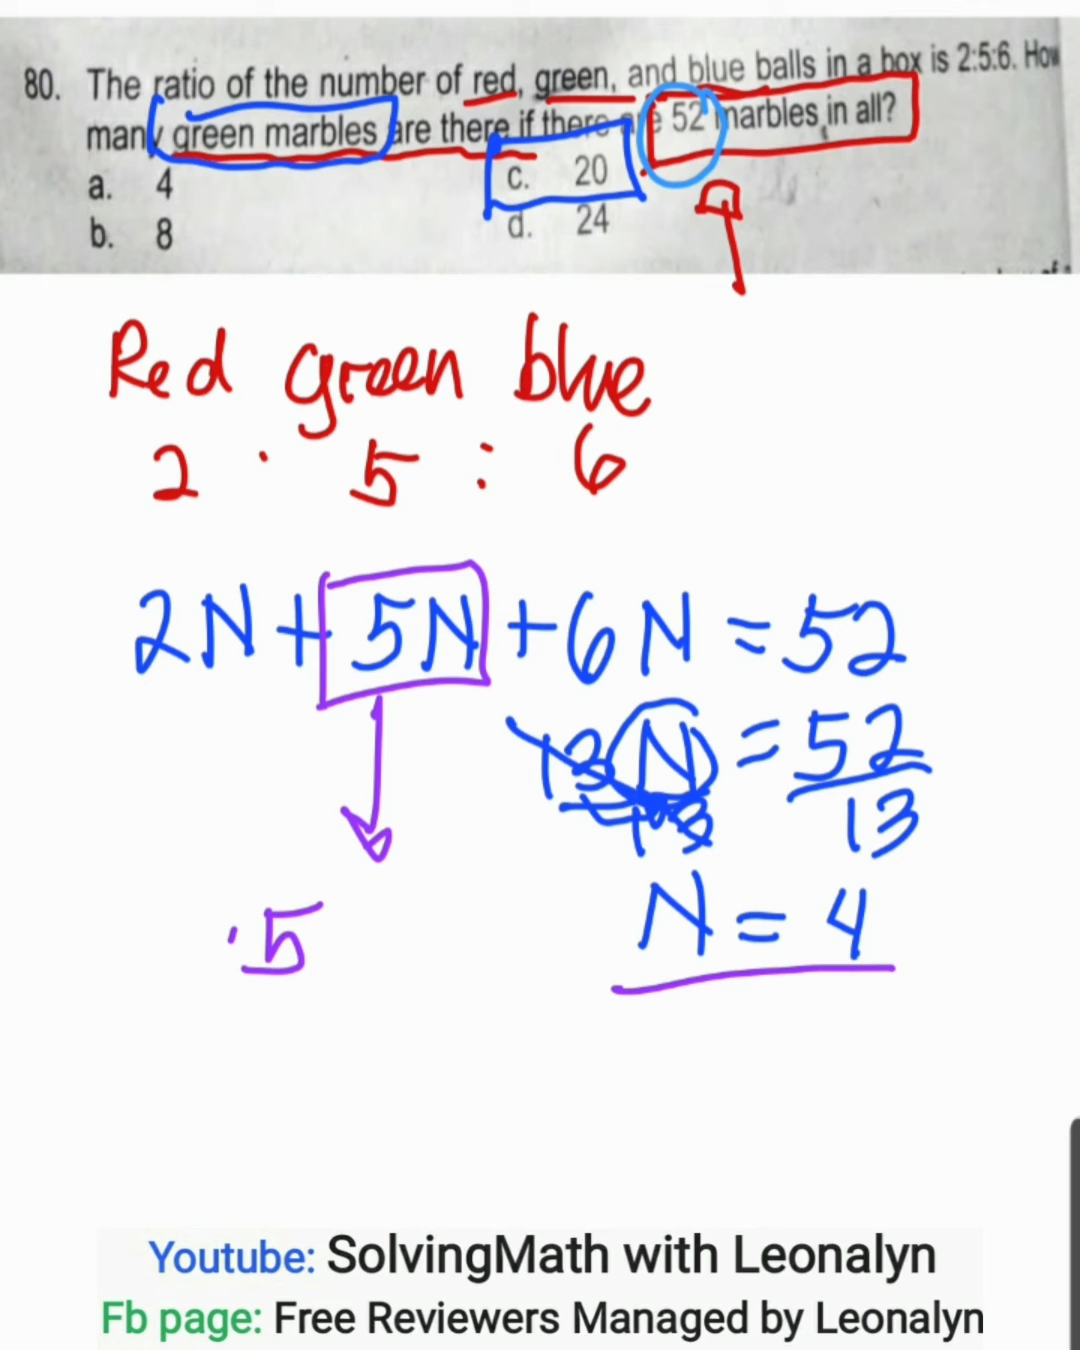 80. The ratio of the number of red, green, and blue balls in a box is 2:5:6. How
many green marbles are there if there are 52 marbles in all?
a. 4
b. 8
c. 20
d. 24
Red green blue
2 : 5 : 6
2N + 5N + 6N = 52
13N = 52
13 13
N = 4
5
Youtube: SolvingMath with Leonalyn
Fb page: Free Reviewers Managed by Leonalyn